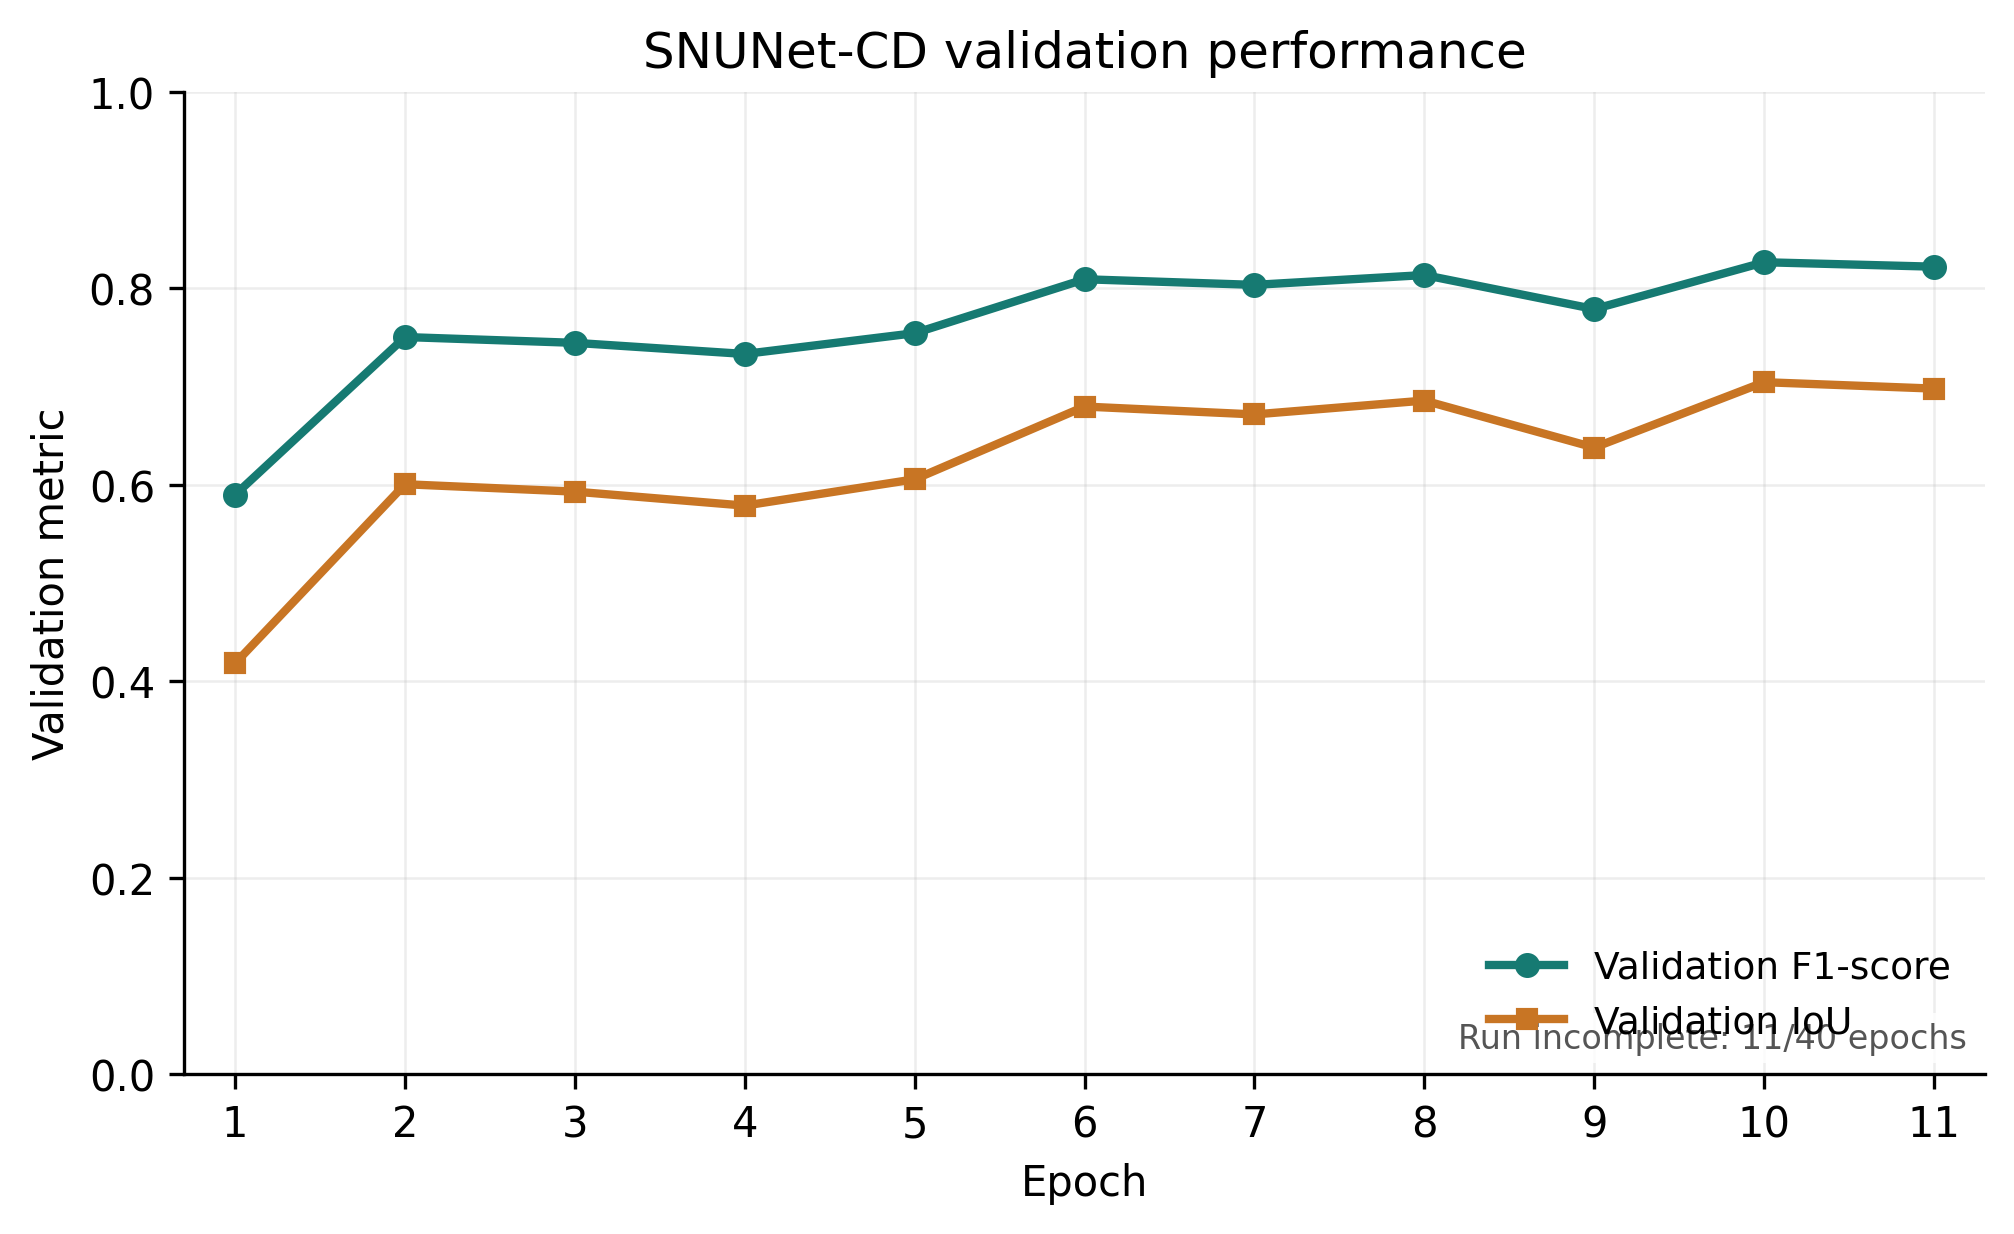 SNUNet-CD validation performance
Validation metric
1.0
0.8
0.6
0.4
0.2
0.0
Validation F1-score
Validation IoU
Run incomplete: 11/40 epochs
1 2 3 4 5 6 7 8 9 10 11
Epoch